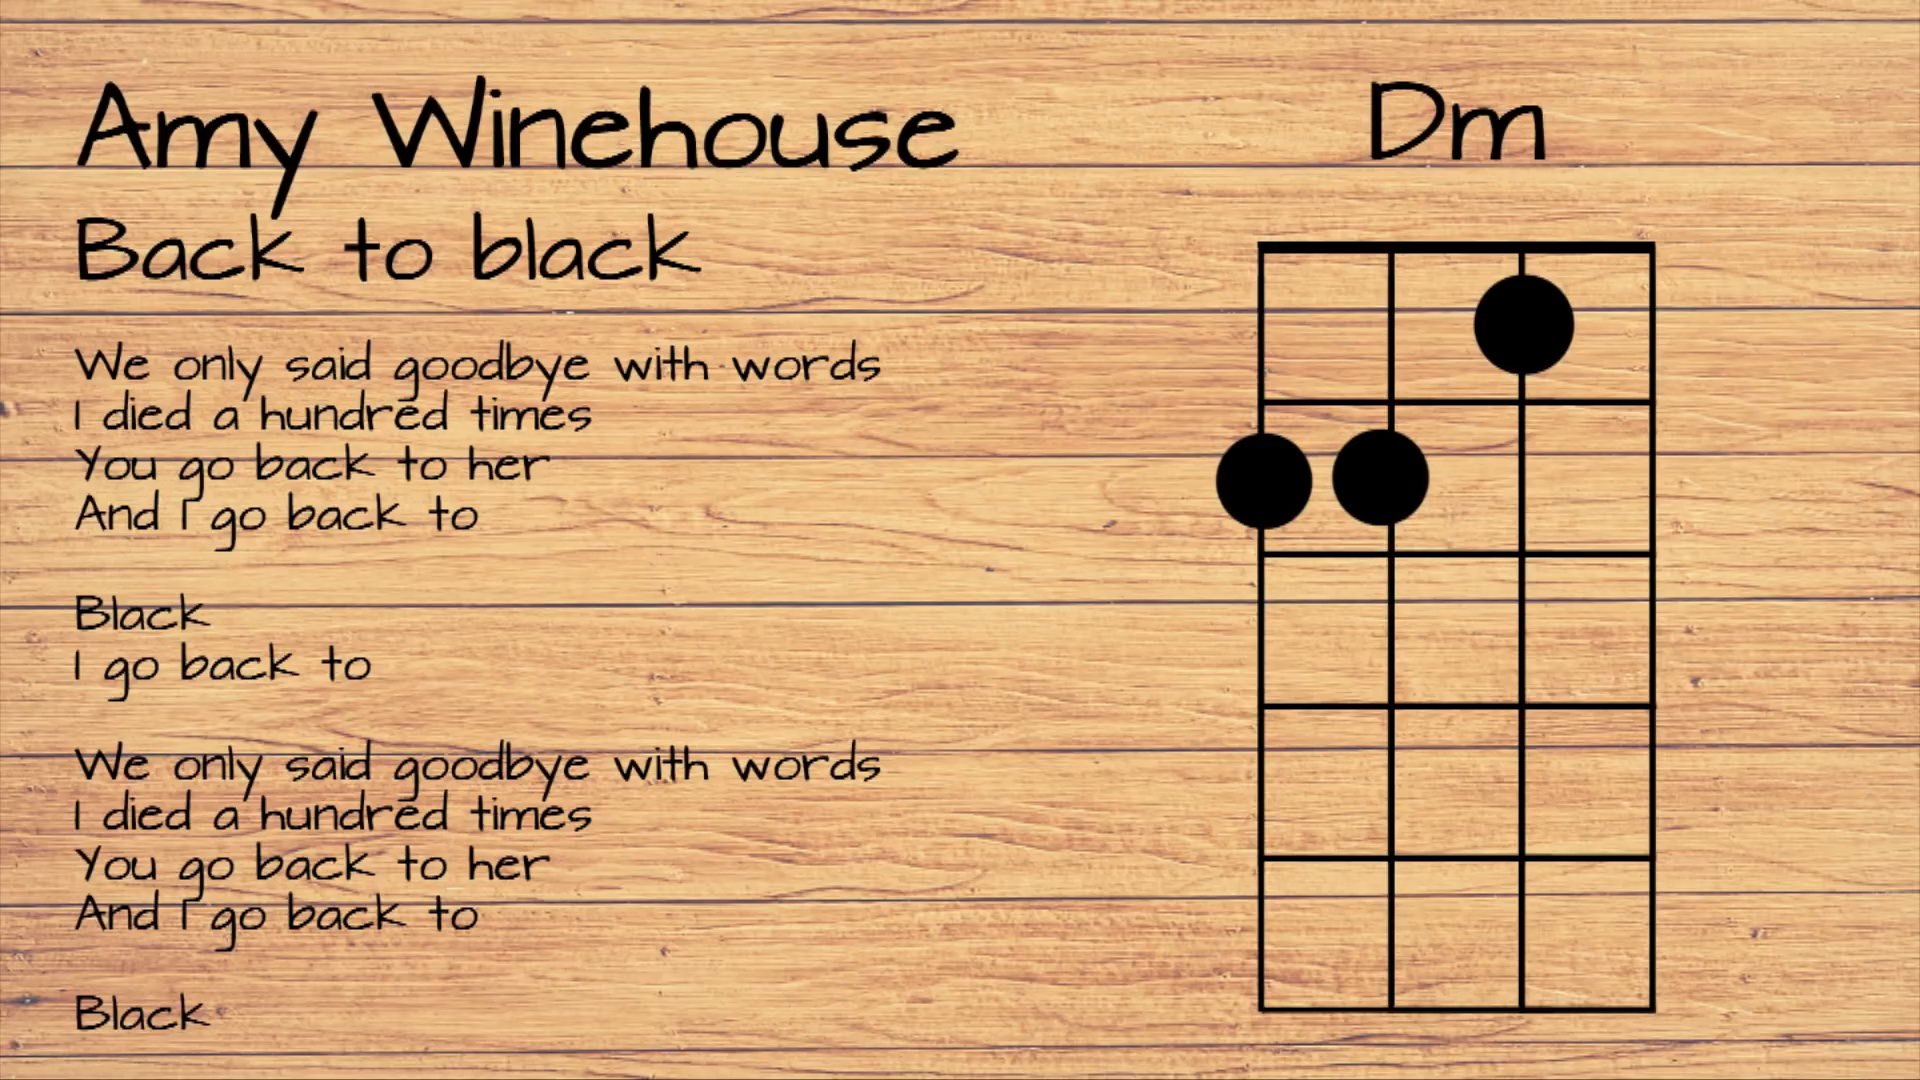 Amy Winehouse
Back to black
We only said goodbye with words
I died a hundred times
You go back to her
And I go back to
Black
I go back to
We only said goodbye with words
I died a hundred times
You go back to her
And I go back to
Black
Dm